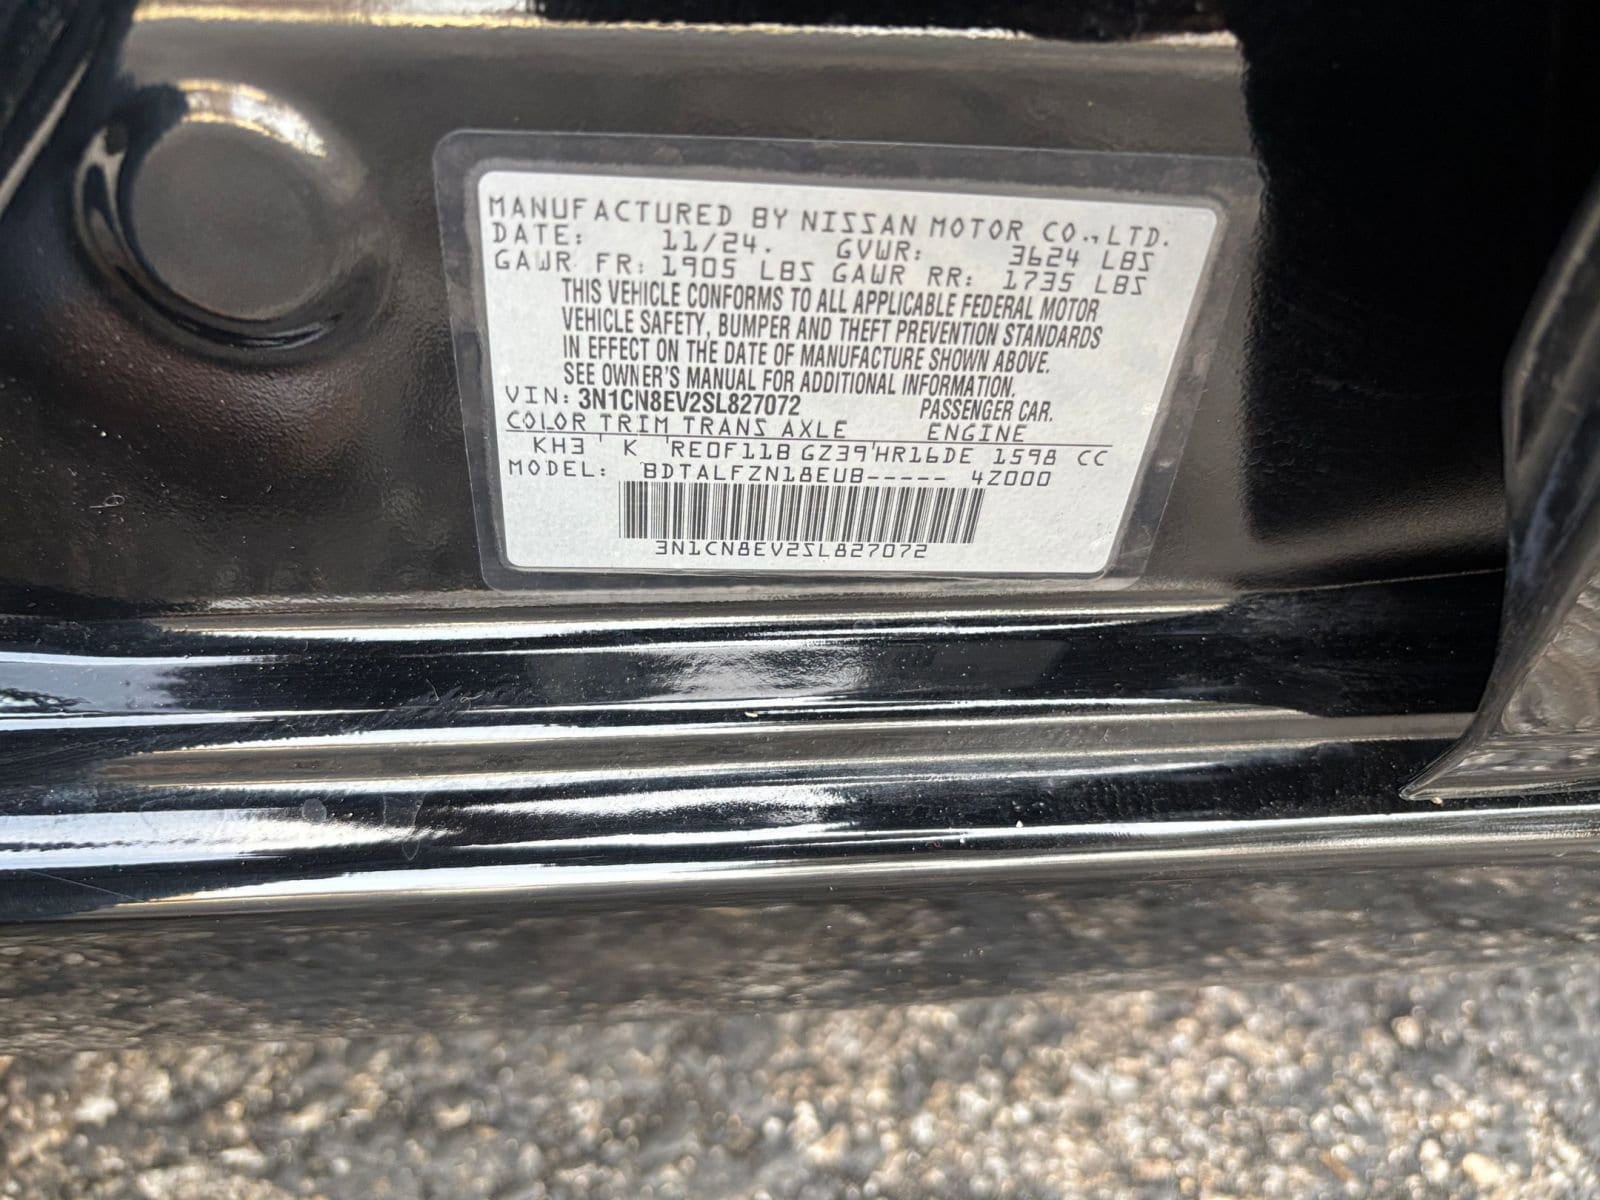 MANUFACTURED BY NISSAN MOTOR CO.,LTD.
DATE: 11/24. GVWR: 3624 LBS
GAWR FR: 1905 LBS GAWR RR: 1735 LBS
THIS VEHICLE CONFORMS TO ALL APPLICABLE FEDERAL MOTOR
VEHICLE SAFETY, BUMPER AND THEFT PREVENTION STANDARDS
IN EFFECT ON THE DATE OF MANUFACTURE SHOWN ABOVE.
SEE OWNER'S MANUAL FOR ADDITIONAL INFORMATION.
VIN: 3N1CN8EV2SL827072 PASSENGER CAR.
COLOR TRIM TRANS AXLE ENGINE
KH3 K RE0F11B GZ39 HR16DE 1598 CC
MODEL: BDTALFZN18EUB----- 4Z000
3N1CN8EV2SL827072